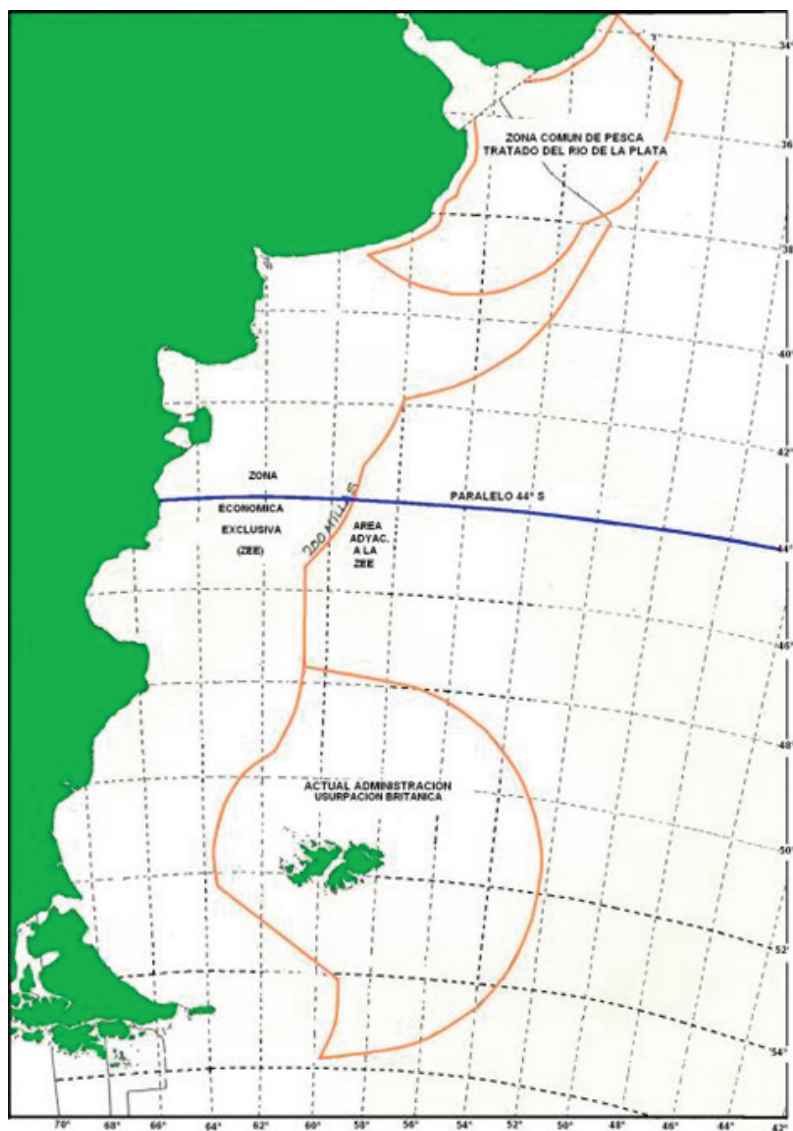 34°
ZONA COMUN DE PESCA
TRATADO DEL RIO DE LA PLATA
36°
38°
40°
42°
ZONA
ECONOMICA
EXCLUSIVA
(ZEE)
200 MILLAS
PARALELO 44° S
AREA
ADYAC.
A LA
ZEE
44°
46°
48°
ACTUAL ADMINISTRACIÓN
USURPACION BRITANICA
50°
52°
54°
70° 68° 66° 64° 62° 60° 58° 56° 54° 52° 50° 48° 46° 44° 42°